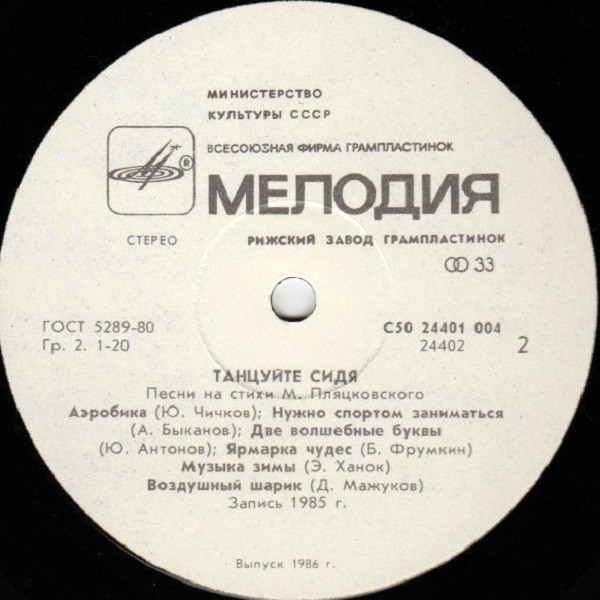 МИНИСТЕРСТВО
КУЛЬТУРЫ СССР
ВСЕСОЮЗНАЯ ФИРМА ГРАМПЛАСТИНОК
®
МЕЛОДИЯ
СТЕРЕО
РИЖСКИЙ ЗАВОД ГРАМПЛАСТИНОК
33
ГОСТ 5289-80
Гр. 2. 1-20
С50 24401 004
24402
2
ТАНЦУЙТЕ СИДЯ
Песни на стихи М. Пляцковского
Аэробика (Ю. Чичков); Нужно спортом заниматься
(А. Быканов); Две волшебные буквы
(Ю. Антонов); Ярмарка чудес (Б. Фрумкин)
Музыка зимы (Э. Ханок)
Воздушный шарик (Д. Мажуков)
Запись 1985 г.
Выпуск 1986 г.